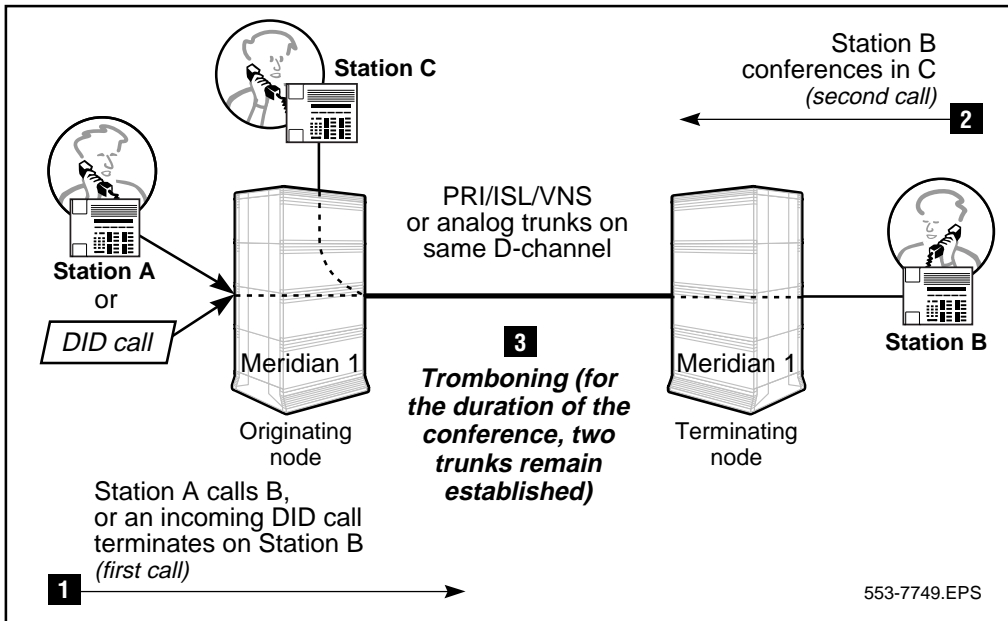 Station C
Station B
conferences in C
(second call)
2
PRI/ISL/VNS
or analog trunks on
same D-channel
Station A
or
DID call
Station B
Meridian 1
Meridian 1
Originating
node
3
Tromboning (for
the duration of the
conference, two
trunks remain
established)
Terminating
node
Station A calls B,
or an incoming DID call
terminates on Station B
(first call)
1
553-7749.EPS